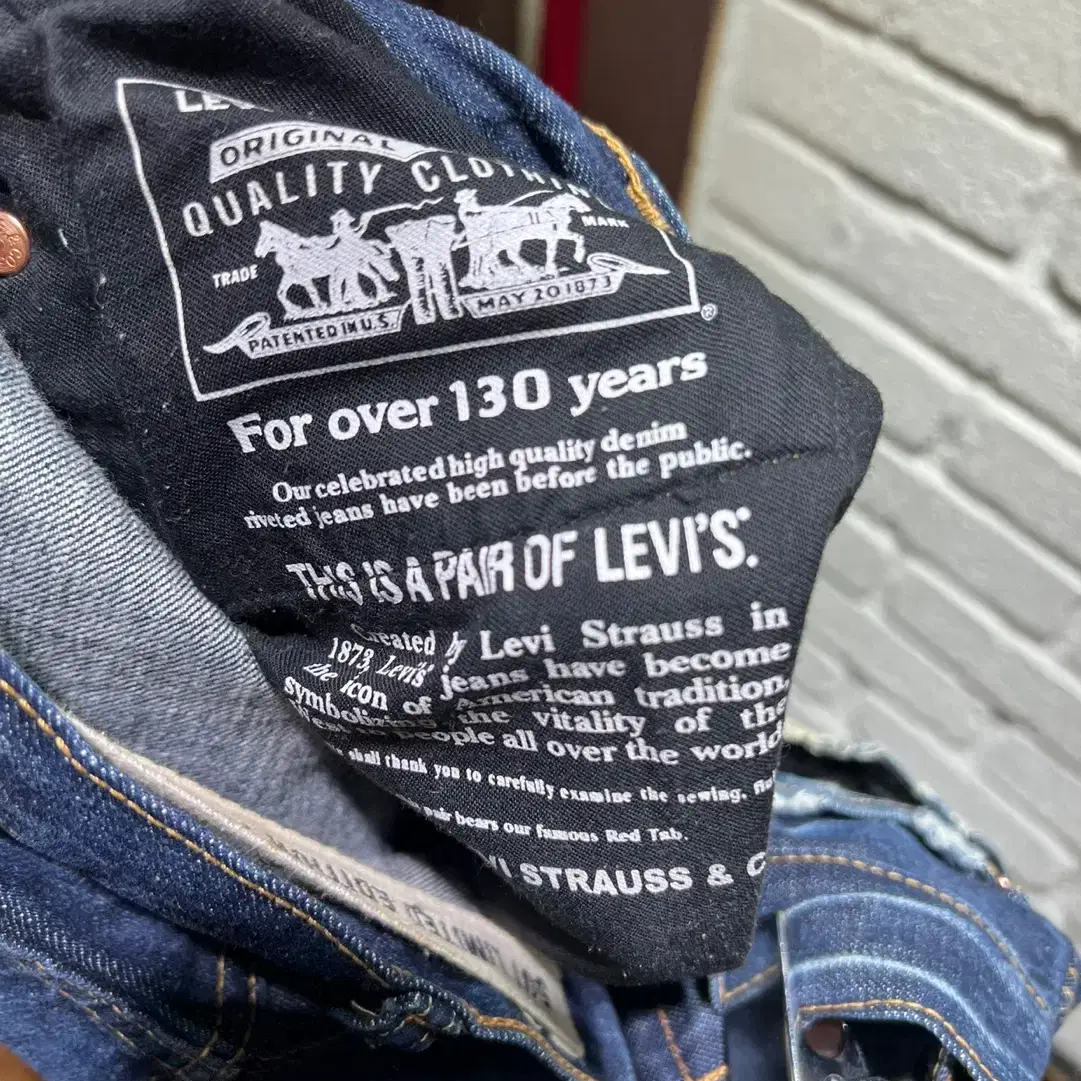 ORIGINAL
QUALITY
TRADE MARK
PATENTED IN U.S. MAY 20 1873
®
For over 130 years
Our celebrated high quality denim
riveted jeans have been before the public.
THIS IS A PAIR OF LEVI'S.
Created by Levi Strauss in
1873, Levi's jeans have become
the icon of American tradition,
symbolizing the vitality of the
people all over the world
shall thank you to carefully examine the sewing,
pair bears our famous Red Tab.
STRAUSS &